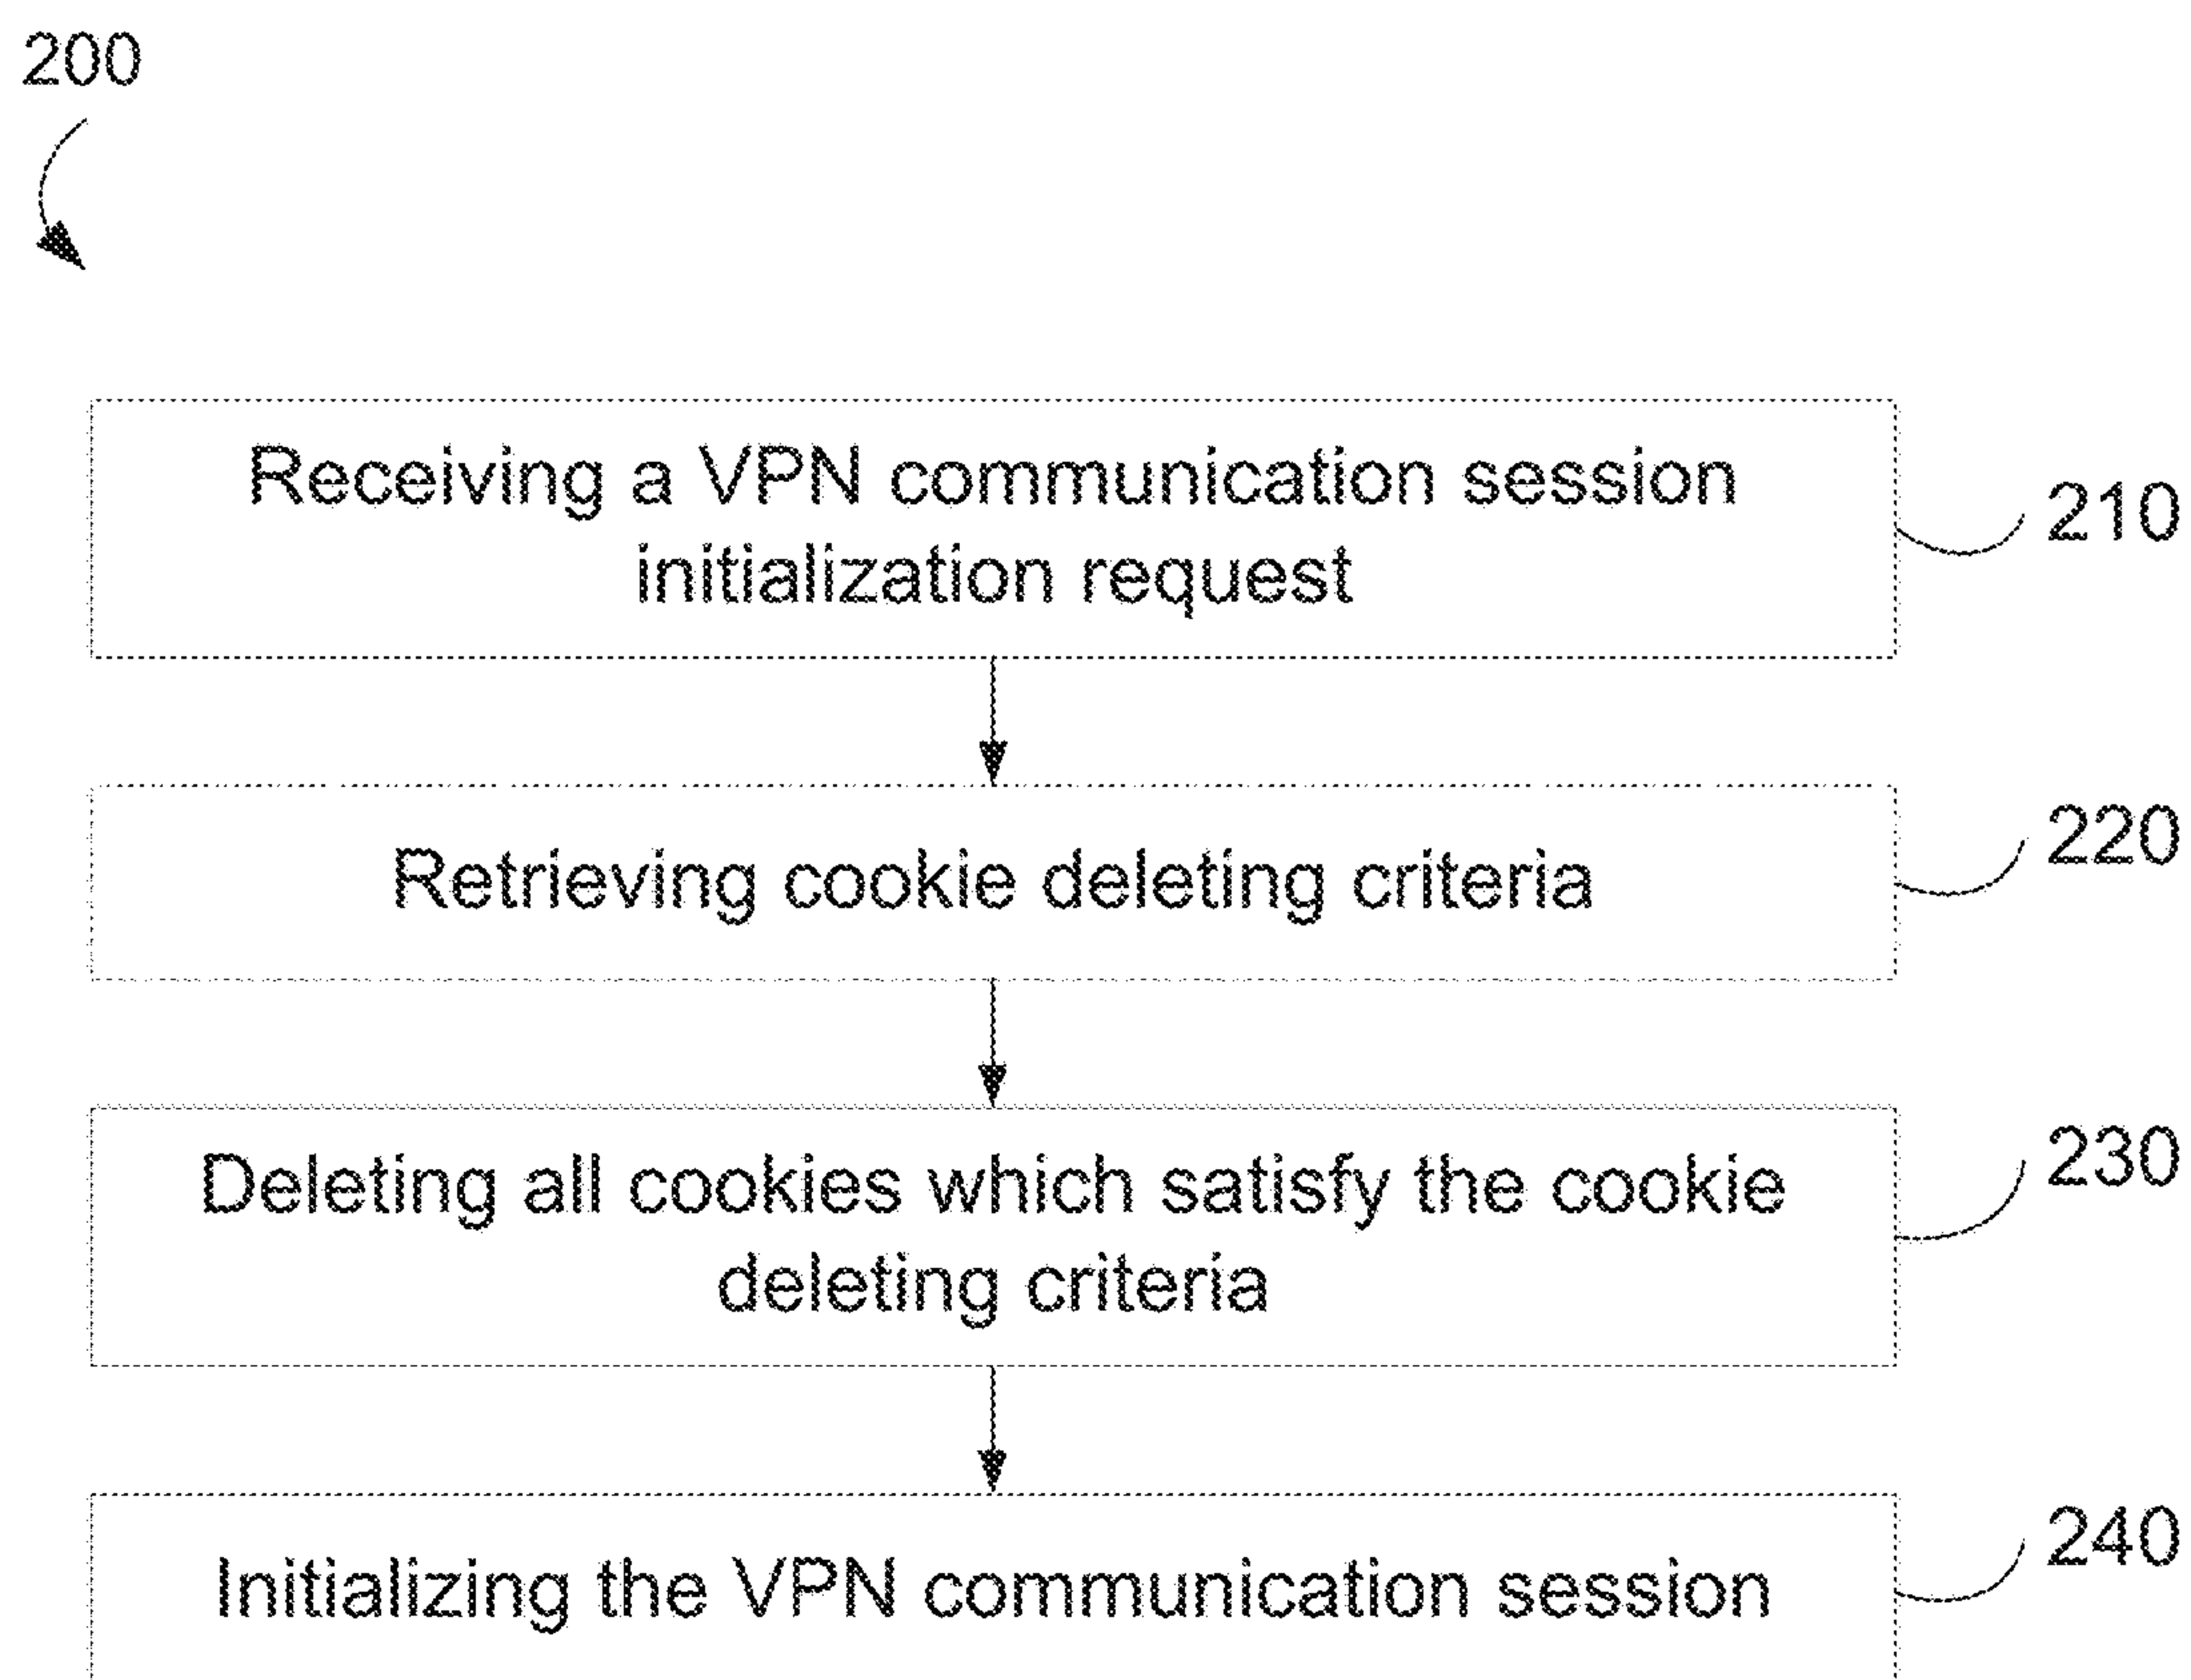 200
Receiving a VPN communication session
initialization request
210
Retrieving cookie deleting criteria
220
Deleting all cookies which satisfy the cookie
deleting criteria
230
Initializing the VPN communication session
240